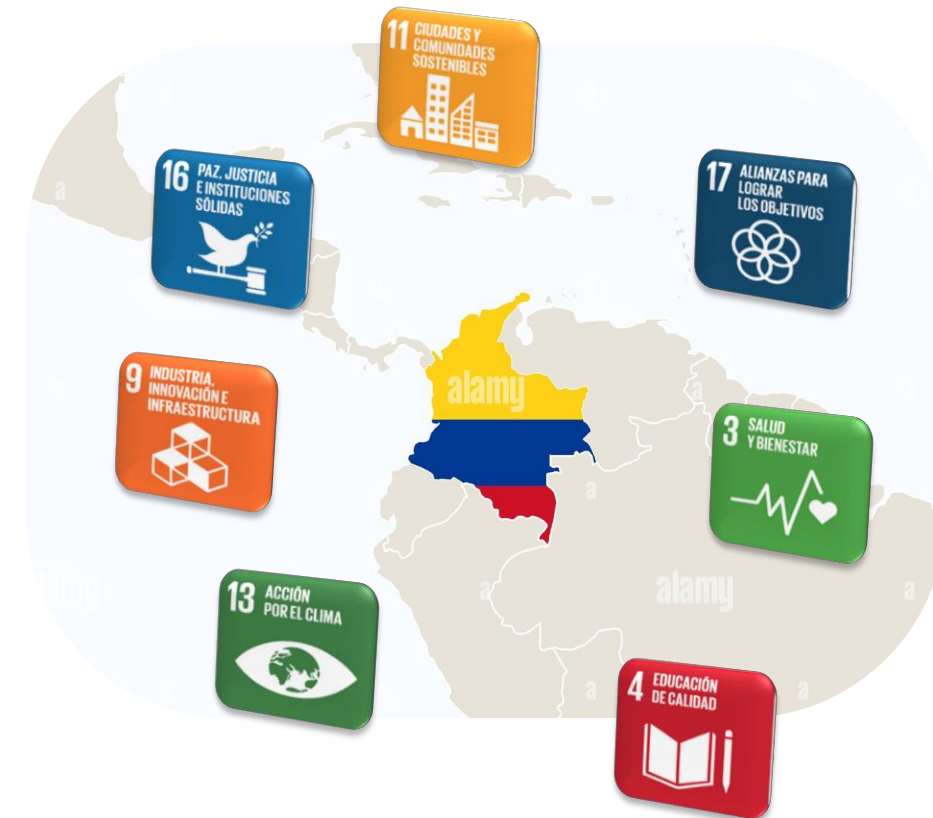 11 CIUDADES Y
COMUNIDADES
SOSTENIBLES
16 PAZ, JUSTICIA
E INSTITUCIONES
SÓLIDAS
17 ALIANZAS PARA
LOGRAR
LOS OBJETIVOS
9 INDUSTRIA,
INNOVACIÓN E
INFRAESTRUCTURA
alamy
3 SALUD
Y BIENESTAR
13 ACCIÓN
POR EL CLIMA
alamy
alamy
4 EDUCACIÓN
DE CALIDAD
a
a
a
a
a
a
a
a